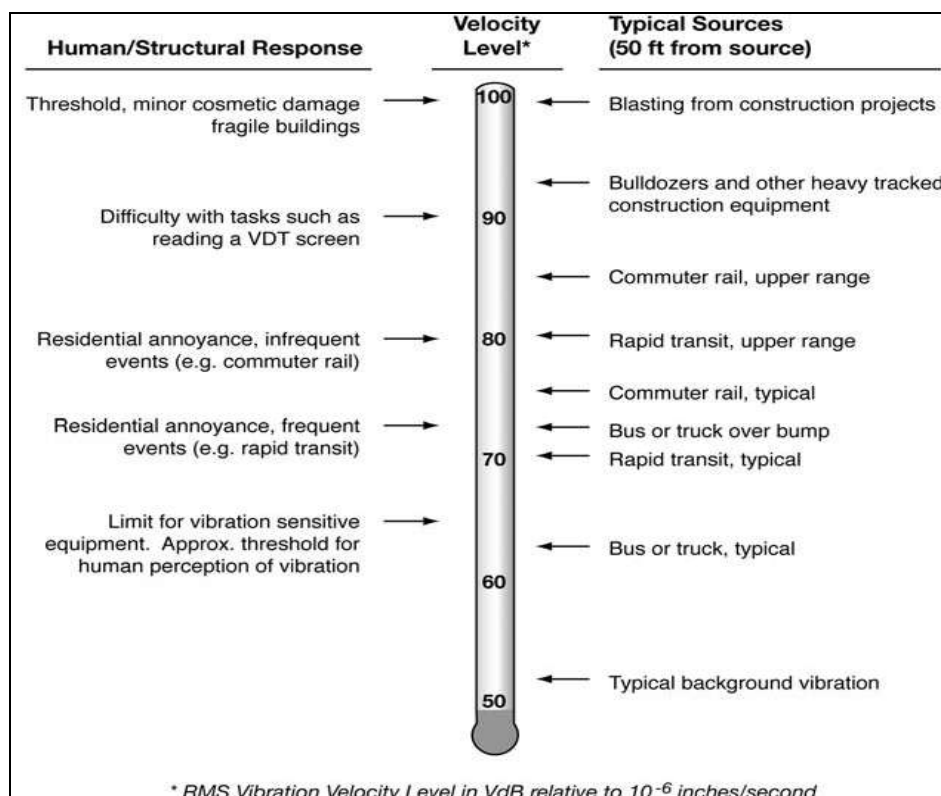 Human/Structural Response
Velocity
Level*
Typical Sources
(50 ft from source)
Threshold, minor cosmetic damage
fragile buildings
100
Blasting from construction projects
Bulldozers and other heavy tracked
construction equipment
Difficulty with tasks such as
reading a VDT screen
90
Commuter rail, upper range
Residential annoyance, infrequent
events (e.g. commuter rail)
80
Rapid transit, upper range
Commuter rail, typical
Residential annoyance, frequent
events (e.g. rapid transit)
Bus or truck over bump
70
Rapid transit, typical
Limit for vibration sensitive
equipment. Approx. threshold for
human perception of vibration
Bus or truck, typical
60
Typical background vibration
50
* RMS Vibration Velocity Level in VdB relative to 10-6 inches/second